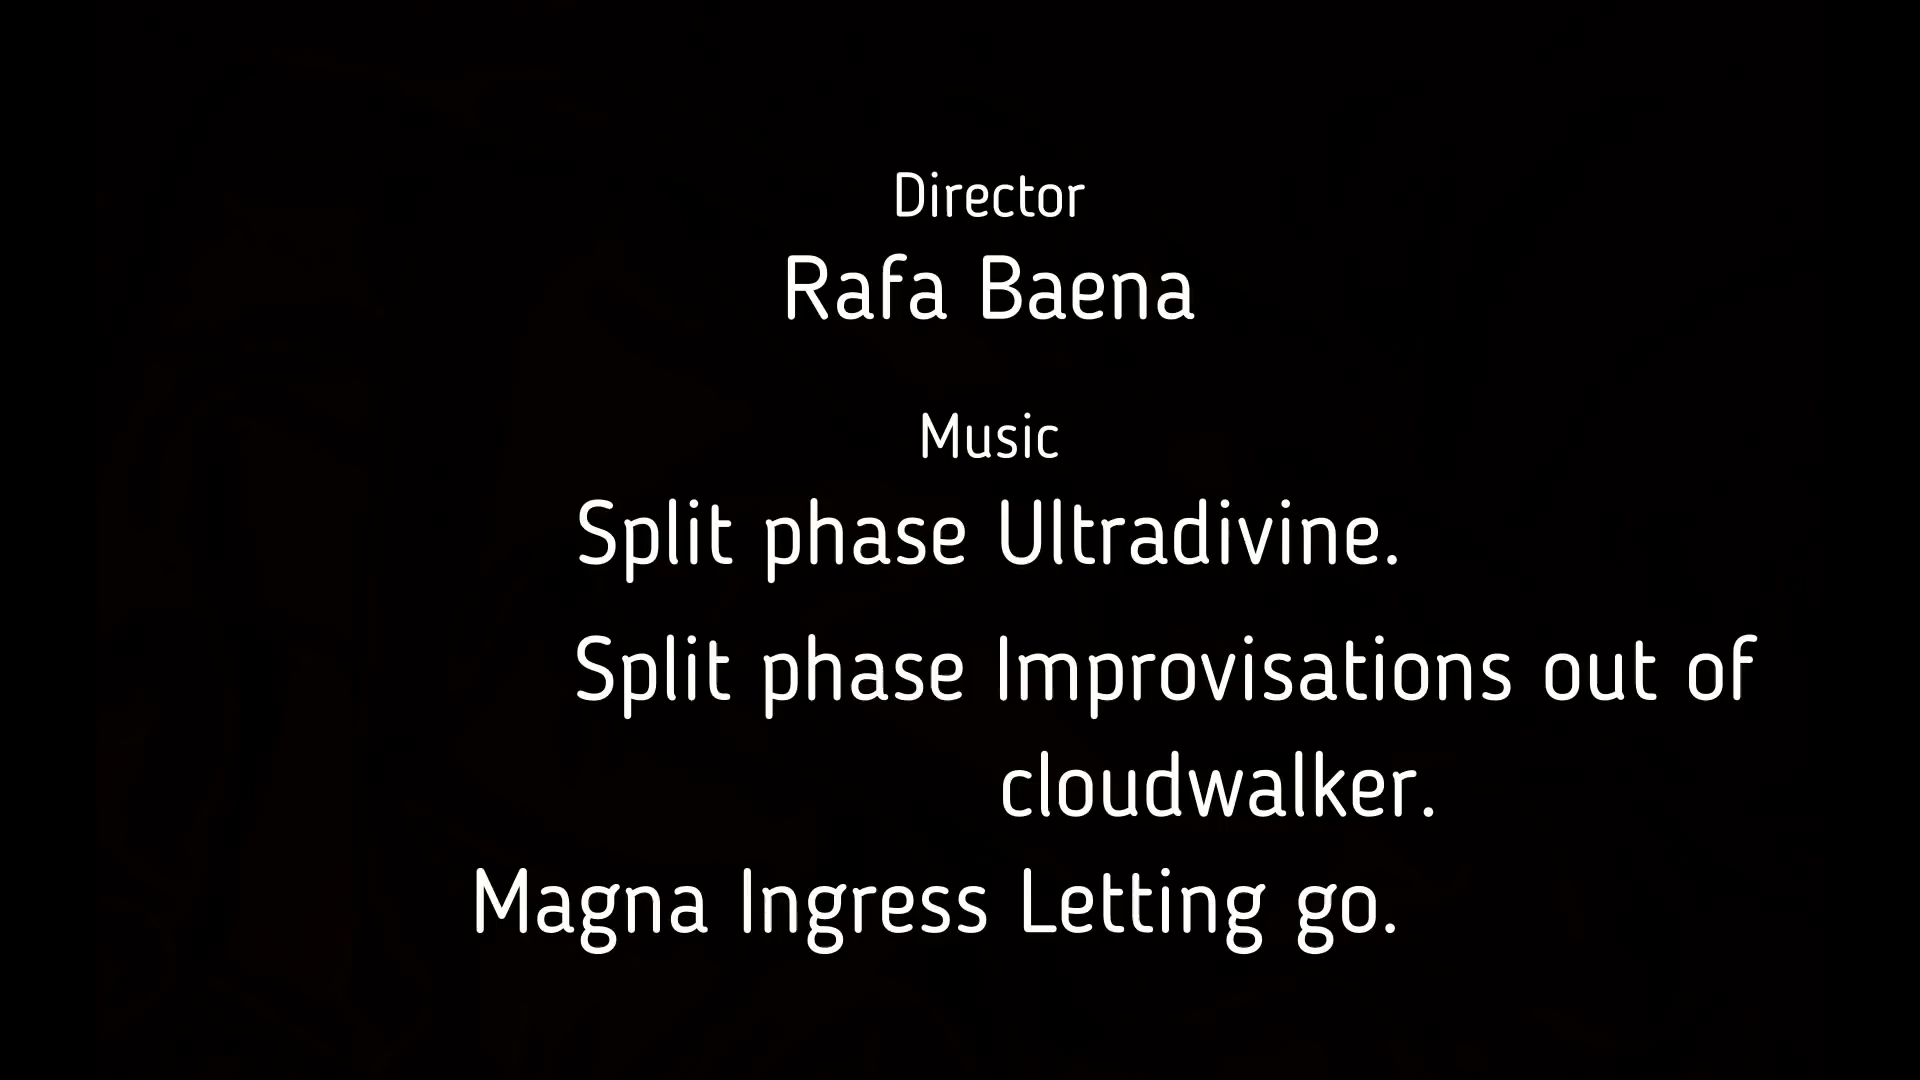 Director
Rafa Baena
Music
Split phase Ultradivine.
Split phase Improvisations out of
cloudwalker.
Magna Ingress Letting go.